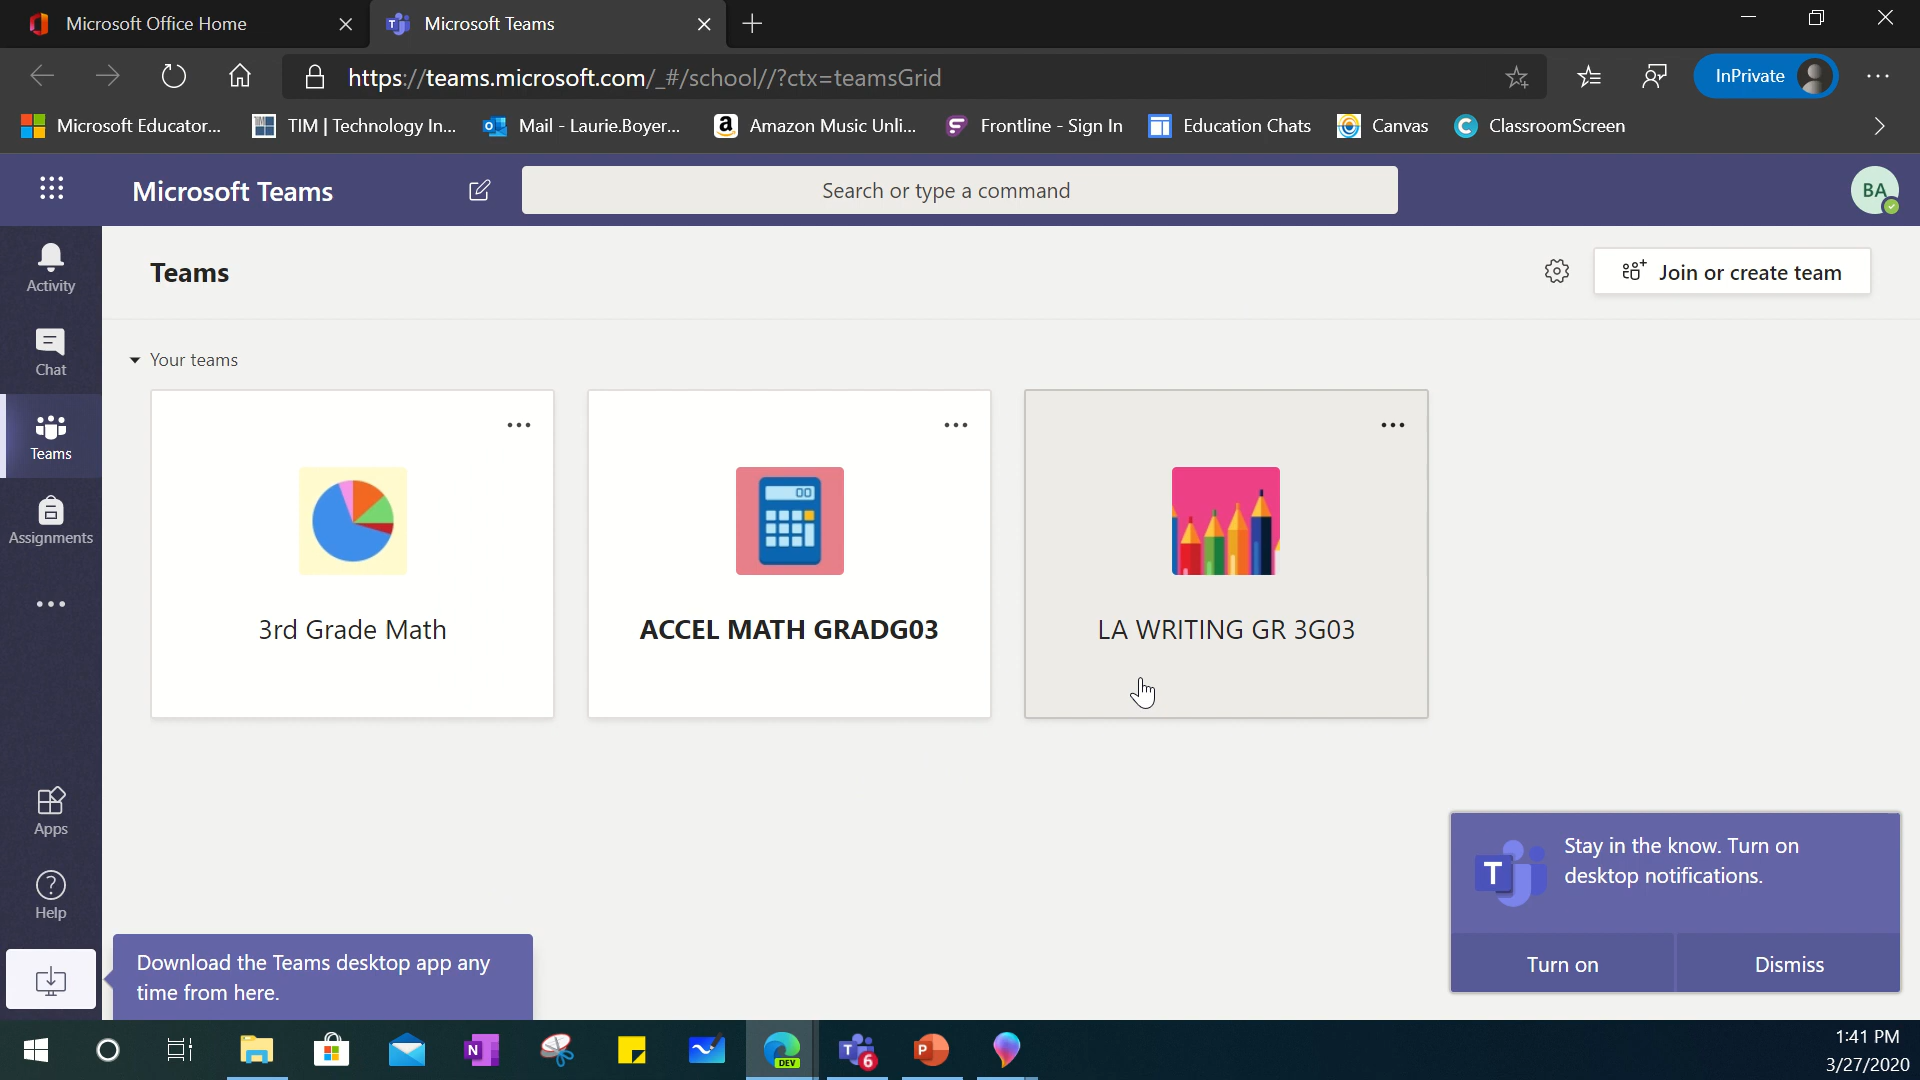 Microsoft Office Home
Microsoft Teams
https://teams.microsoft.com/_#/school//?ctx=teamsGrid
InPrivate
Microsoft Educator...
TIM | Technology In...
Mail - Laurie.Boyer...
a
Amazon Music Unli...
Frontline - Sign In
Education Chats
Canvas
C
ClassroomScreen
Microsoft Teams
Search or type a command
BA
Teams
Join or create team
Activity
Chat
Teams
Assignments
Apps
Help
Your teams
3rd Grade Math
00
ACCEL MATH GRADG03
LA WRITING GR 3G03
T
Stay in the know. Turn on
desktop notifications.
Turn on
Dismiss
Download the Teams desktop app any
time from here.
N
DEV
T
6
P
1:41 PM
3/27/2020